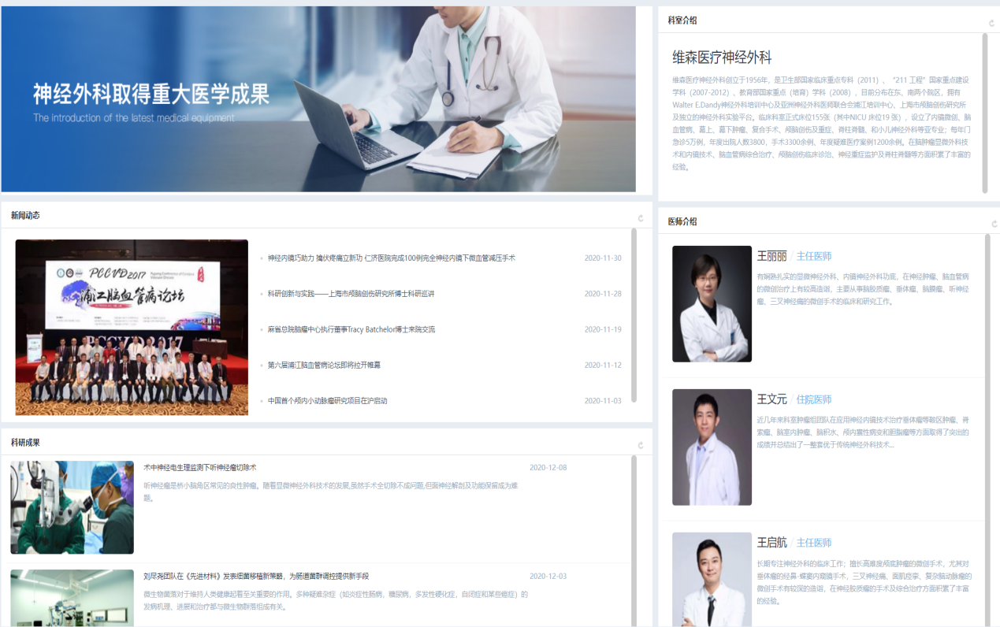 神经外科取得重大医学成果
The introduction of the latest medical equipment
科室介绍
维森医疗神经外科
维森医疗神经外科创立于1956年，是卫生部国家临床重点专科（2011）、“211 工程”国家重点建设
学科（2007-2012）、教育部国家重点（培育）学科（2008），目前分布在东、南两个院区，拥有
Walter E.Dandy神经外科培训中心及亚洲神经外科医师联合会浦江培训中心、上海市颅脑创伤研究所
及独立的神经外科实验平台。临床科室正式床位155张（其中NICU 床位19 张），设立了内镜微创、脑
血管病、幕上、幕下肿瘤、复合手术、颅脑创伤及重症、脊柱脊髓、和小儿神经外科等亚专业；每年门
急诊5万例，年度出院人数3800，手术3300余例，年度疑难医疗案例1200余例。在脑肿瘤显微外科技
术和内镜技术、脑血管病综合治疗、颅脑创伤临床诊治、神经重症监护及脊柱脊髓等方面积累了丰富的
经验。
新闻动态
PCCVD2017
浦江脑血管病论坛
PCCVD2017
神经内镜巧助力 擒伏疼痛立新功 仁济医院完成100例完全神经内镜下微血管减压手术 2020-11-30
科研创新与实践——上海市颅脑创伤研究所博士科研巡讲 2020-11-28
麻省总院脑瘤中心执行董事Tracy Batchelor博士来院交流 2020-11-19
第六届浦江脑血管病论坛即将拉开帷幕 2020-11-12
中国首个颅内小动脉瘤研究项目在沪启动 2020-11-03
科研成果
术中神经电生理监测下听神经瘤切除术 2020-12-08
听神经瘤是桥小脑角区常见的良性肿瘤。随着显微神经外科技术的发展,虽然手术全切除不成问题,但面神经解剖及功能保留成为难
题。
刘尽尧团队在《先进材料》发表细菌移植新策略，为肠道菌群调控提供新手段 2020-12-03
微生物菌落对于维持人类健康起着至关重要的作用。多种疑难杂症（如炎症性肠病，糖尿病，多发性硬化症，自闭症和某些癌症）的
发病机理、进展和治疗都与微生物群落组成有关。
医师介绍
王丽丽 / 主任医师
有娴熟扎实的显微神经外科、内镜神经外科功底，在神经肿瘤、脑血管病
的微创治疗上有较高造诣，主要从事脑胶质瘤、垂体瘤、脑膜瘤、听神经
瘤、三叉神经痛的微创手术的临床和研究工作。
王文元 / 住院医师
近几年来科室肿瘤组团队在应用神经内镜技术治疗垂体瘤等鞍区肿瘤、脊
索瘤、脑室内肿瘤、脑积水、颅内囊性病变和胆脂瘤等方面取得了突出的
成绩并总结出了一整套优于传统神经外科技术...
王启航 / 主任医师
长期专注神经外科的临床工作；擅长高难度颅底肿瘤的微创手术，尤其对
垂体瘤的经鼻-蝶窦内窥镜手术、三叉神经痛、面肌痉挛、复杂脑动脉瘤的
微创手术有较深的造诣，在神经胶质瘤的手术及综合治疗方面积累了丰富
的经验。